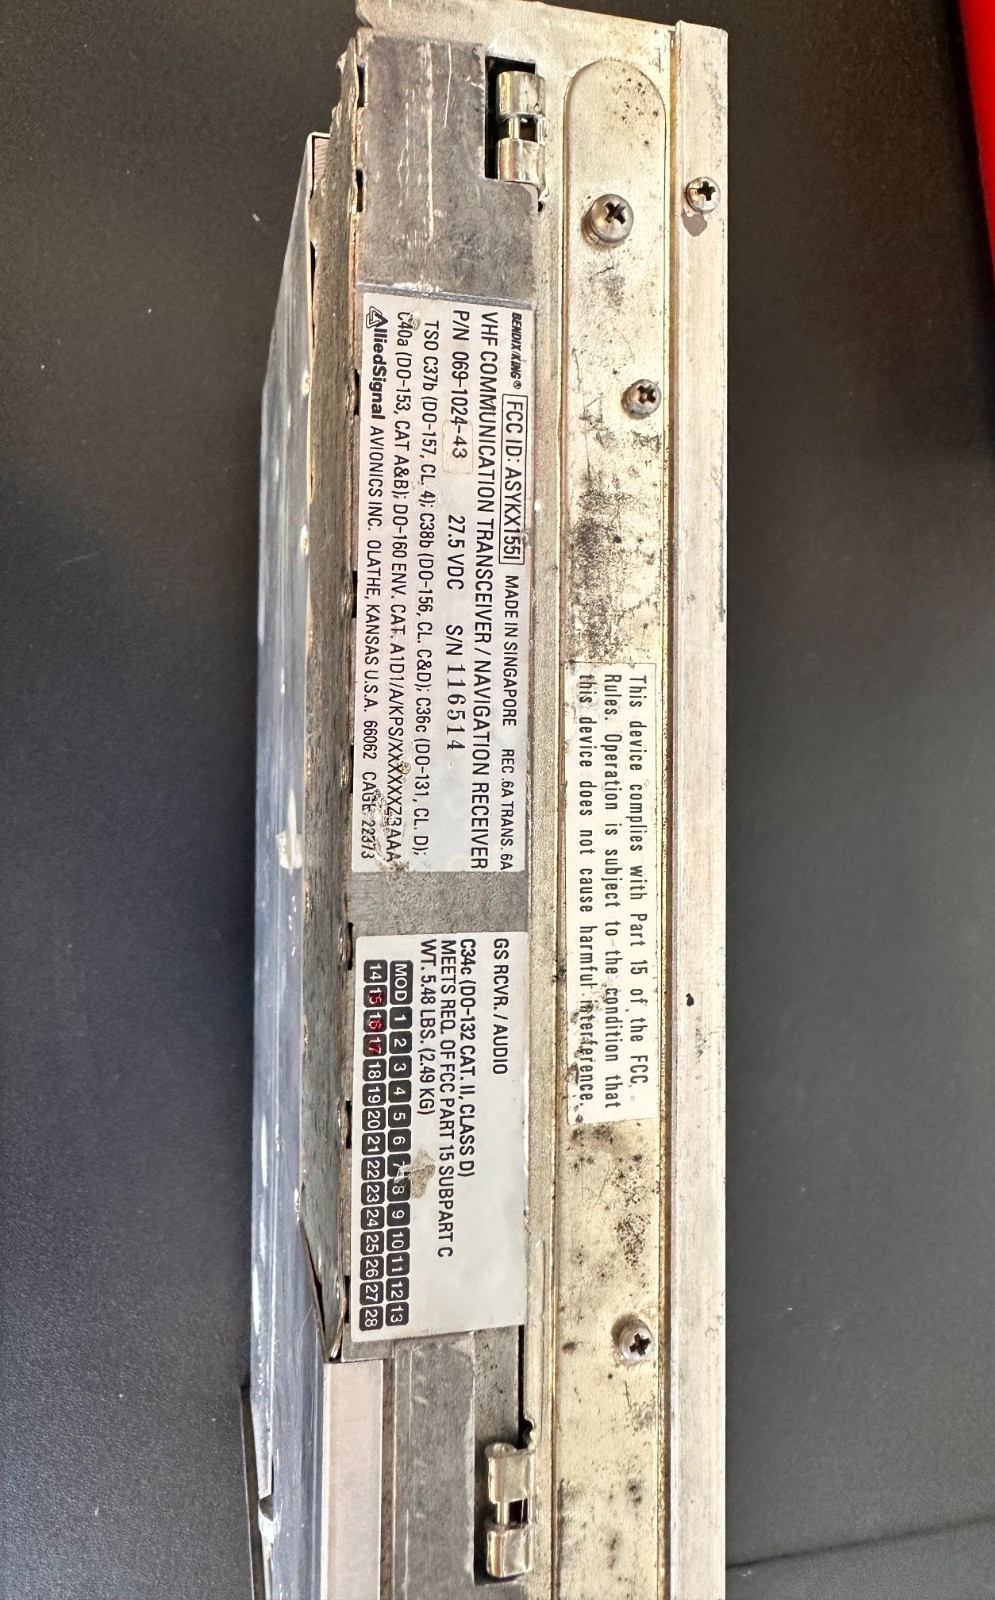 This device complies with Part 15 of the FCC
Rules. Operation is subject to the condition that
this device does not cause harmful interference.
BENDIX/KING® FCC ID: ASYKX155I MADE IN SINGAPORE REC .6A TRANS. 6A
VHF COMMUNICATION TRANSCEIVER / NAVIGATION RECEIVER
P/N 069-1024-43 27.5 VDC S/N 116514
TSO C37b (DO-157, CL. 4); C38b (DO-156, CL. C&D); C36c (DO-131, CL. D);
C40a (DO-153, CAT A&B); DO-160 ENV. CAT. A1D1/A/KPS/XXXXXXZBAAA
AlliedSignal AVIONICS INC. OLATHE, KANSAS U.S.A. 66062 CAGE: 22373
GS RCVR. / AUDIO
C34c (DO-132 CAT. II, CLASS D)
MEETS REQ. OF FCC PART 15 SUBPART C
WT. 5.48 LBS. (2.49 KG)
MOD 1 2 3 4 5 6 7 8 9 10 11 12 13
14 15 16 17 18 19 20 21 22 23 24 25 26 27 28